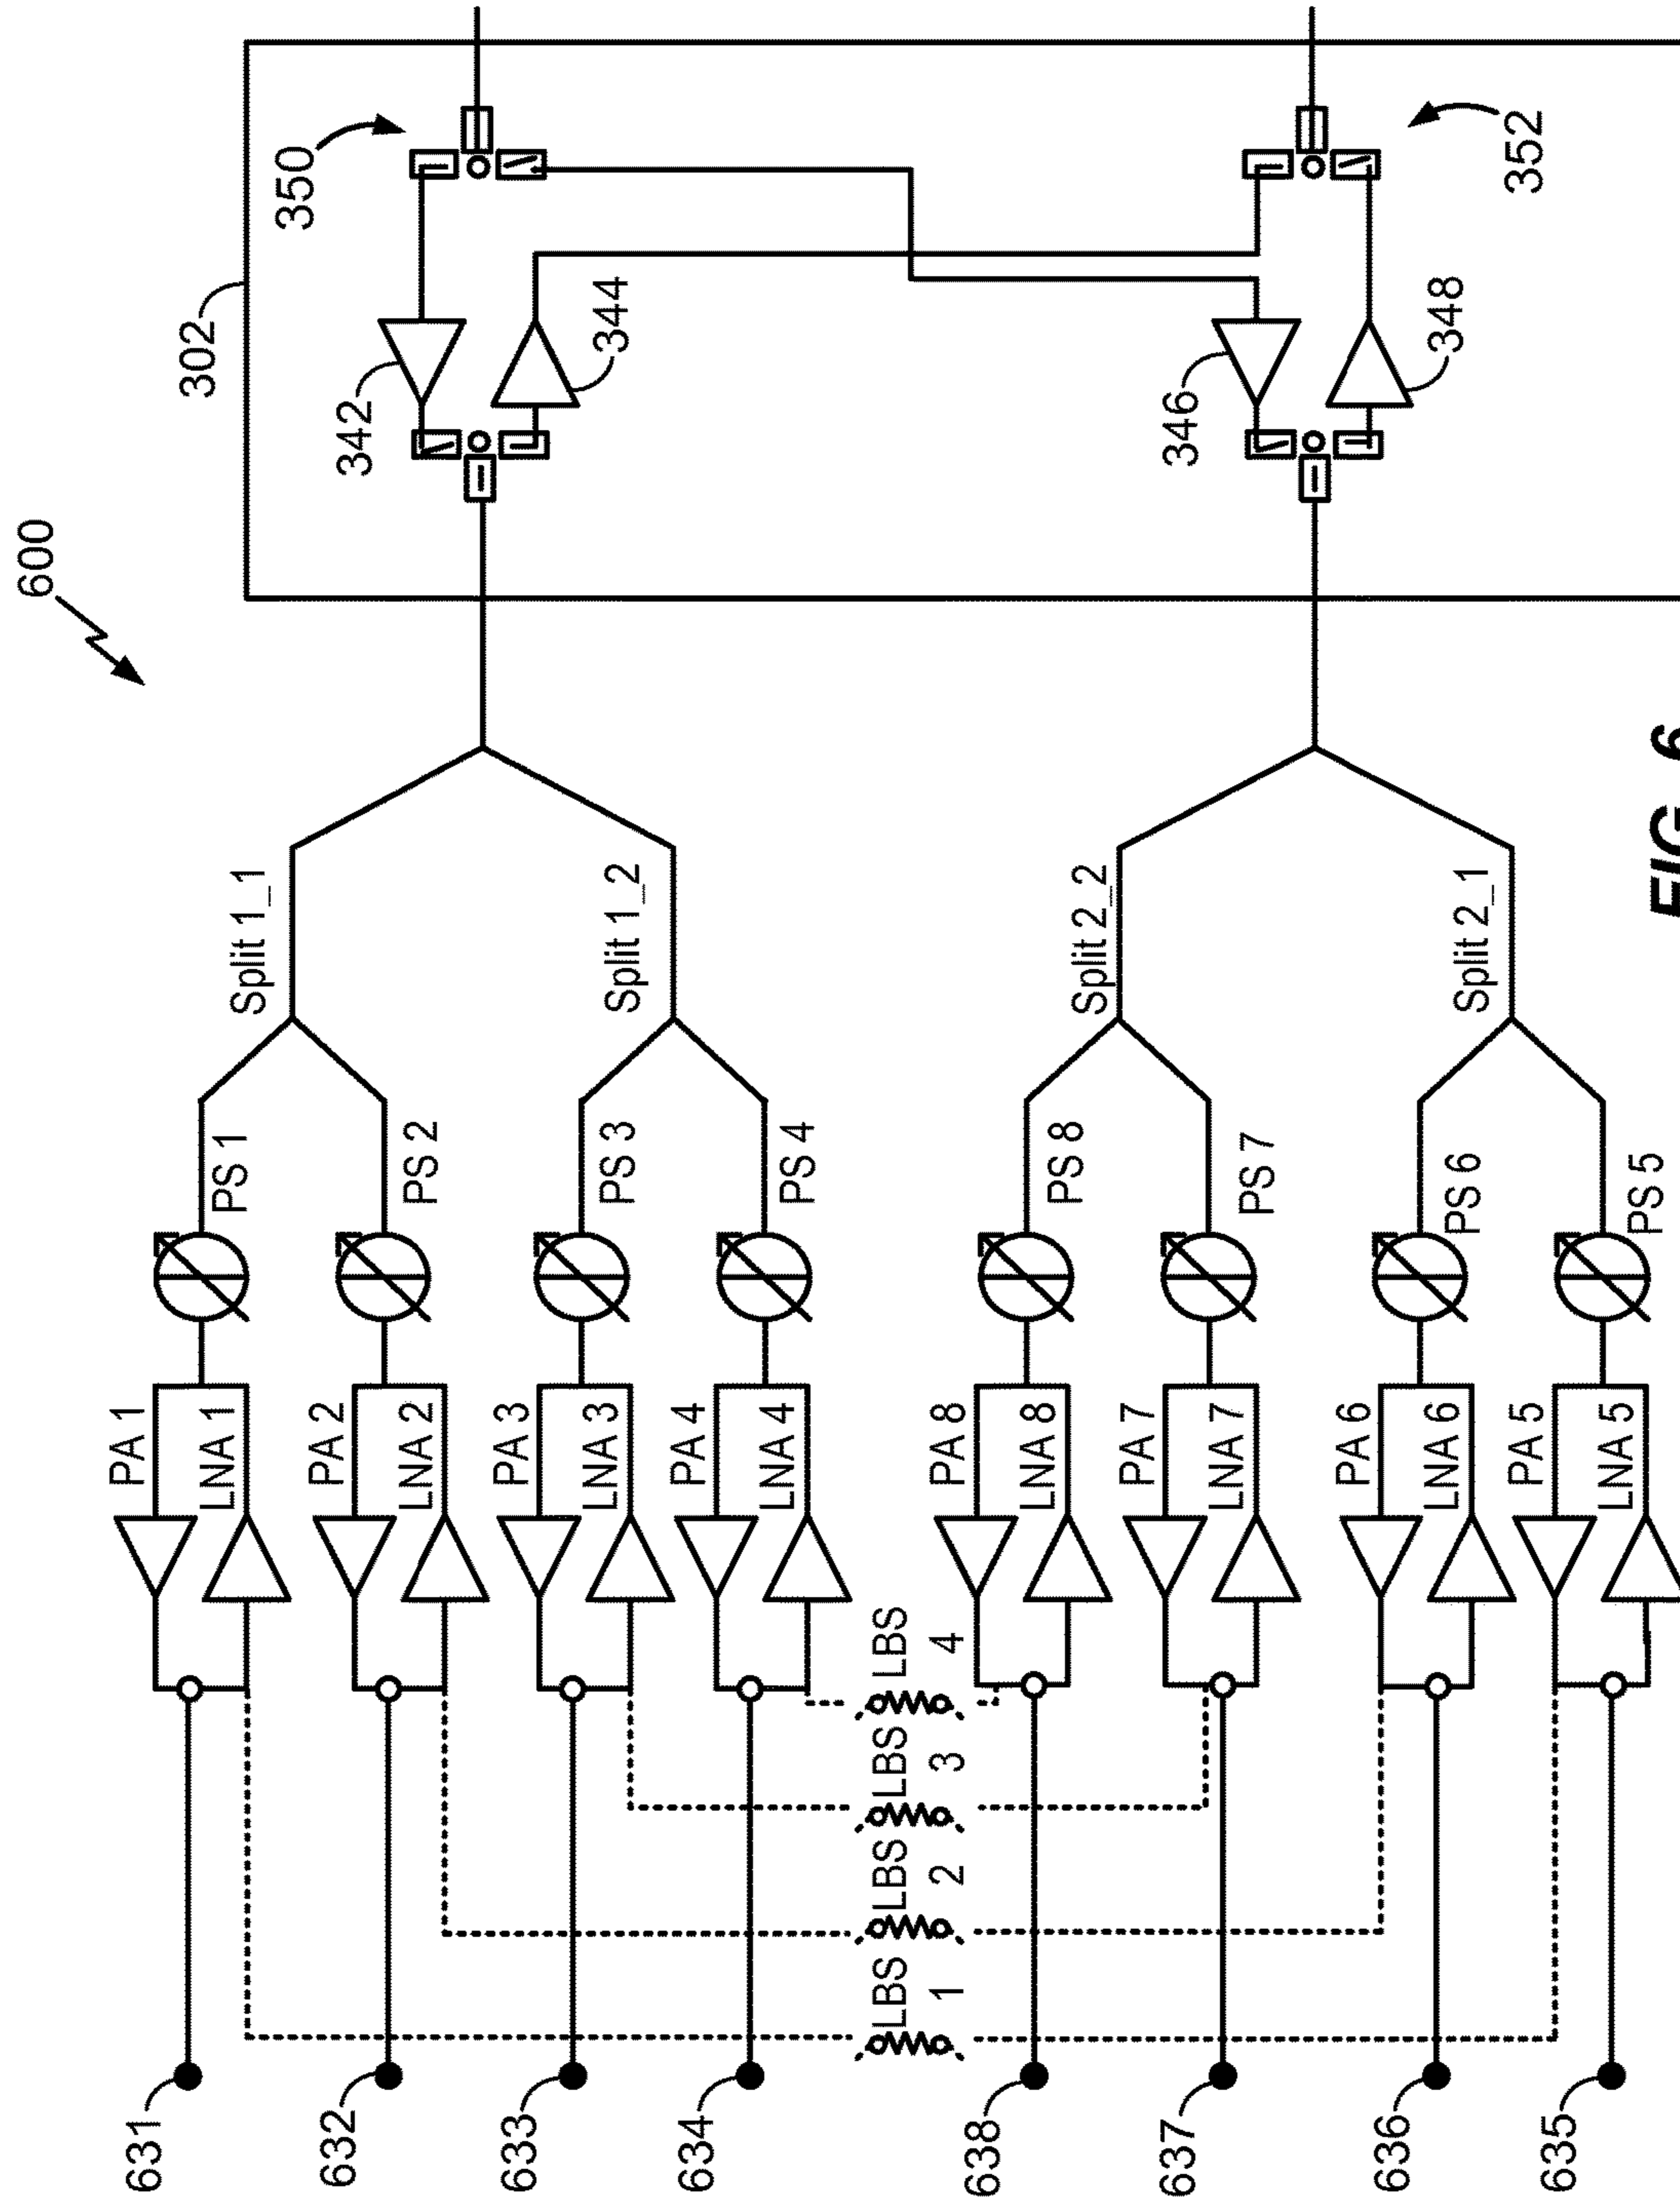 600
302
350
342
344
346
348
352
Split 1_1
Split 1_2
Split 2_2
Split 2_1
PS 1
PS 2
PS 3
PS 4
PS 8
PS 7
PS 6
PS 5
PA 1
LNA 1
PA 2
LNA 2
PA 3
LNA 3
PA 4
LNA 4
PA 8
LNA 8
PA 7
LNA 7
PA 6
LNA 6
PA 5
LNA 5
LBS 4
LBS 3
LBS 2
LBS 1
631
632
633
634
638
637
636
635
FIG. 6